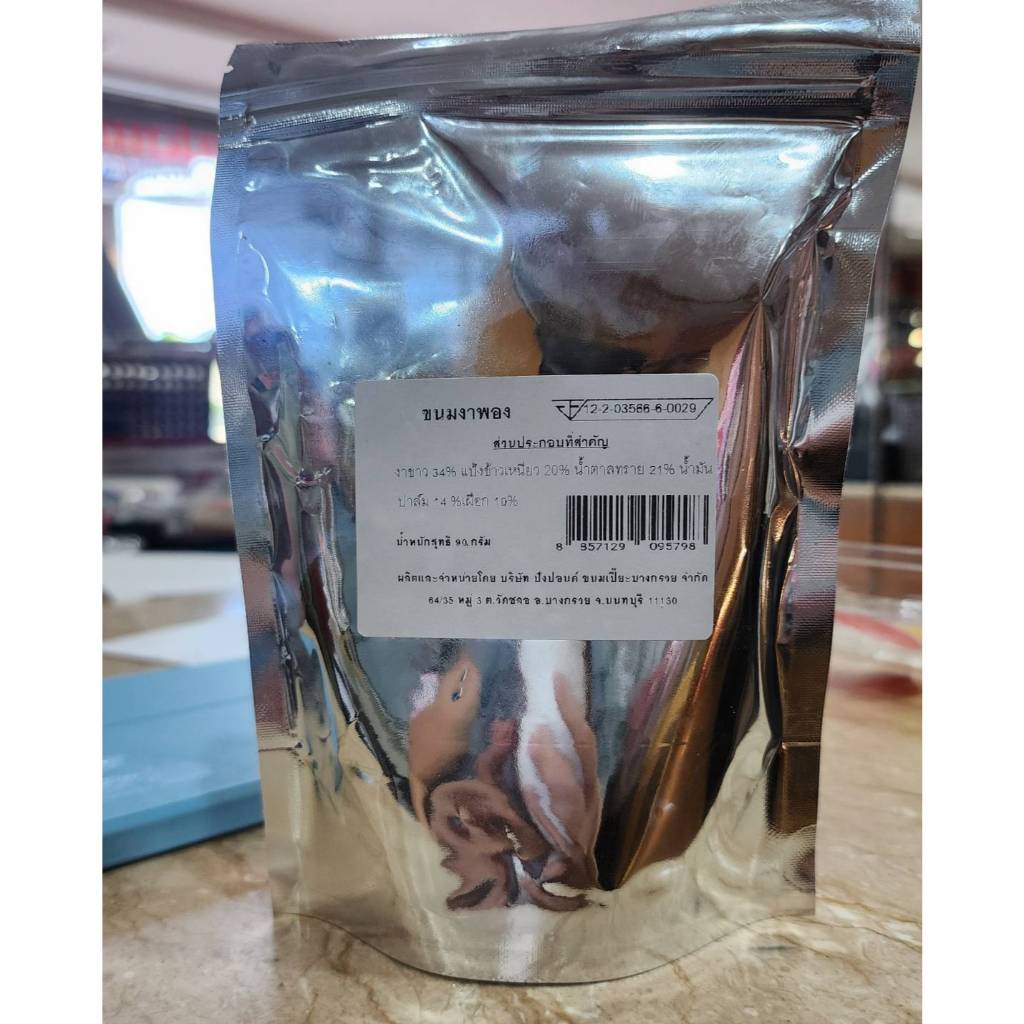 ขนมงาพอง
12-2-03566-6-0029
ส่วนประกอบที่สำคัญ
งาขาว 34% แป้งข้าวเหนียว 20% น้ำตาลทราย 21% น้ำมัน
ปาล์ม 14 %เผือก 10%
น้ำหนักสุทธิ 90 กรัม
8 857129 095798
ผลิตและจำหน่ายโดย บริษัท ปังปอนด์ ขนมเปี๊ยะบางกรวย จำกัด
64/35 หมู่ 3 ต.วัดชลอ อ.บางกรวย จ.นนทบุรี 11130